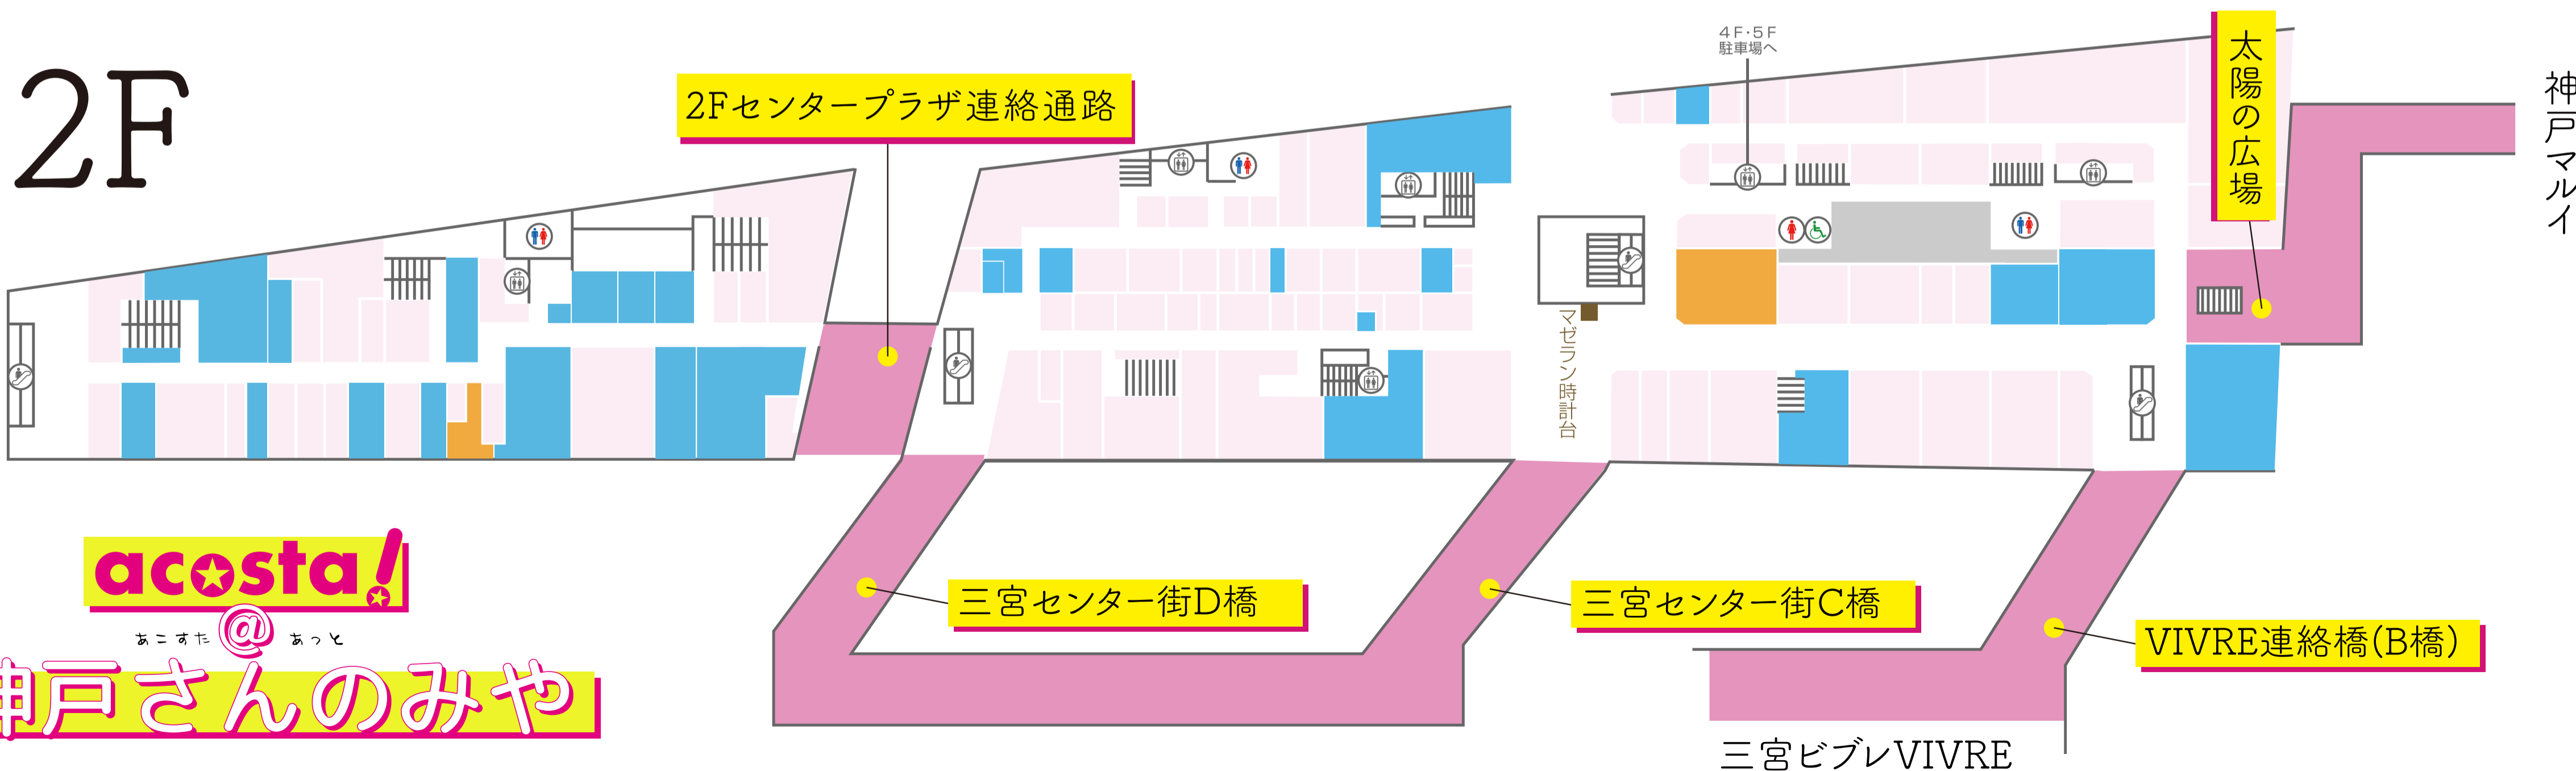 2F
2Fセンタープラザ連絡通路
4F·5F
駐車場へ
太陽の広場
神戸マルイ
マゼラン時計台
acosta!
あこすた @ あっと
神戸さんのみや
三宮センター街D橋
三宮センター街C橋
VIVRE連絡橋(B橋)
三宮ビブレVIVRE